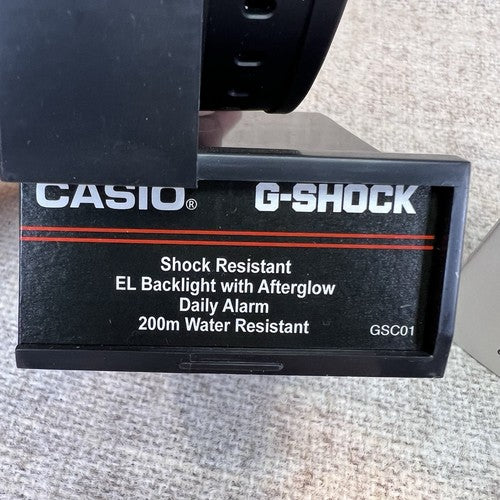 CASIO® G-SHOCK
Shock Resistant
EL Backlight with Afterglow
Daily Alarm
200m Water Resistant
GSC01